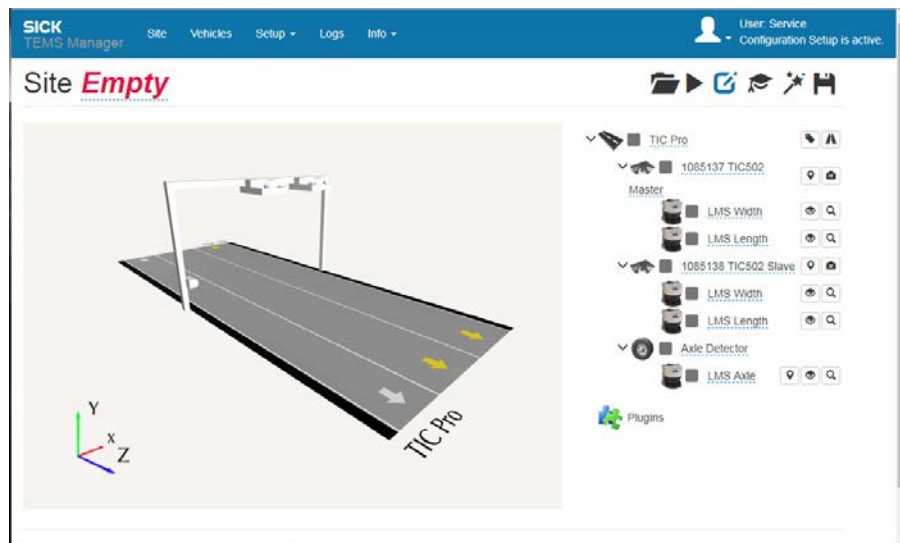 SICK
TEMS Manager
Site Vehicles Setup Logs Info
User: Service
Configuration Setup is active.
Site Empty
TIC Pro
1085137 TIC502
Master
LMS Width
LMS Length
1085138 TIC502 Slave
LMS Width
LMS Length
Axle Detector
LMS Axle
Plugins
TIC Pro
Y
X
Z